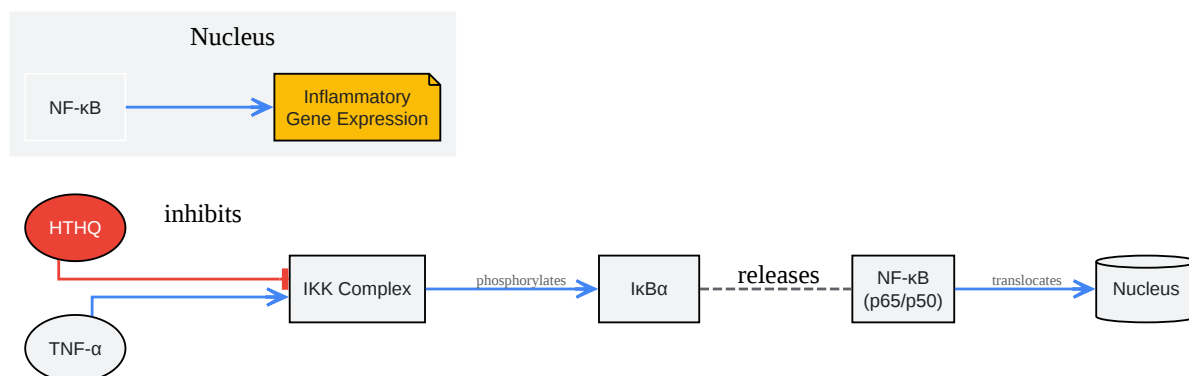 Nucleus
NF-κB
Inflammatory
Gene Expression
HTHQ
inhibits
IKK Complex
phosphorylates
IκBα
releases
NF-κB
(p65/p50)
translocates
Nucleus
TNF-α